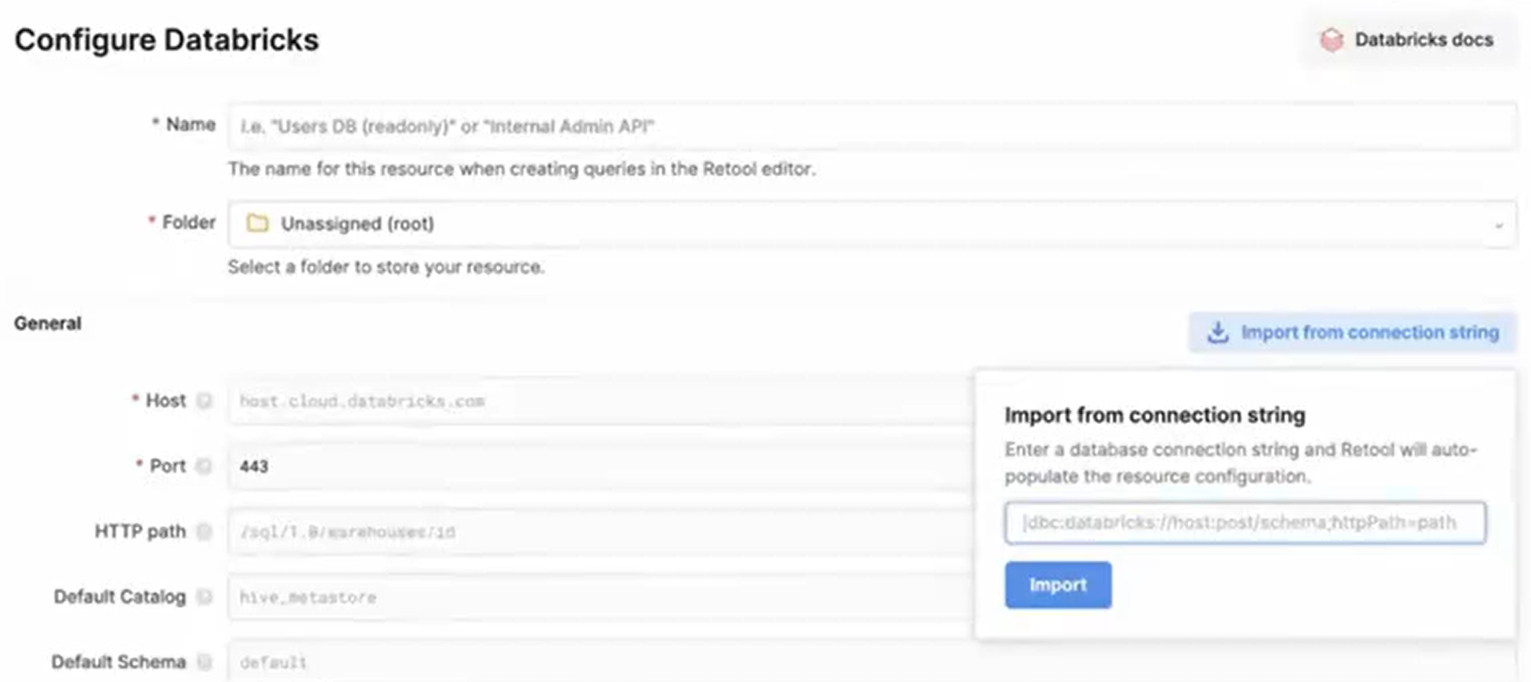 Configure Databricks
Databricks docs
* Name
i.e. "Users DB (readonly)" or "Internal Admin API"
The name for this resource when creating queries in the Retool editor.
* Folder
Unassigned (root)
Select a folder to store your resource.
General
Import from connection string
* Host
host.cloud.databricks.com
* Port
443
HTTP path
/sql/1.0/warehouses/id
Default Catalog
hive_metastore
Default Schema
default
Import from connection string
Enter a database connection string and Retool will auto-
populate the resource configuration.
jdbc:databricks://host:post/schema;httpPath=path
Import